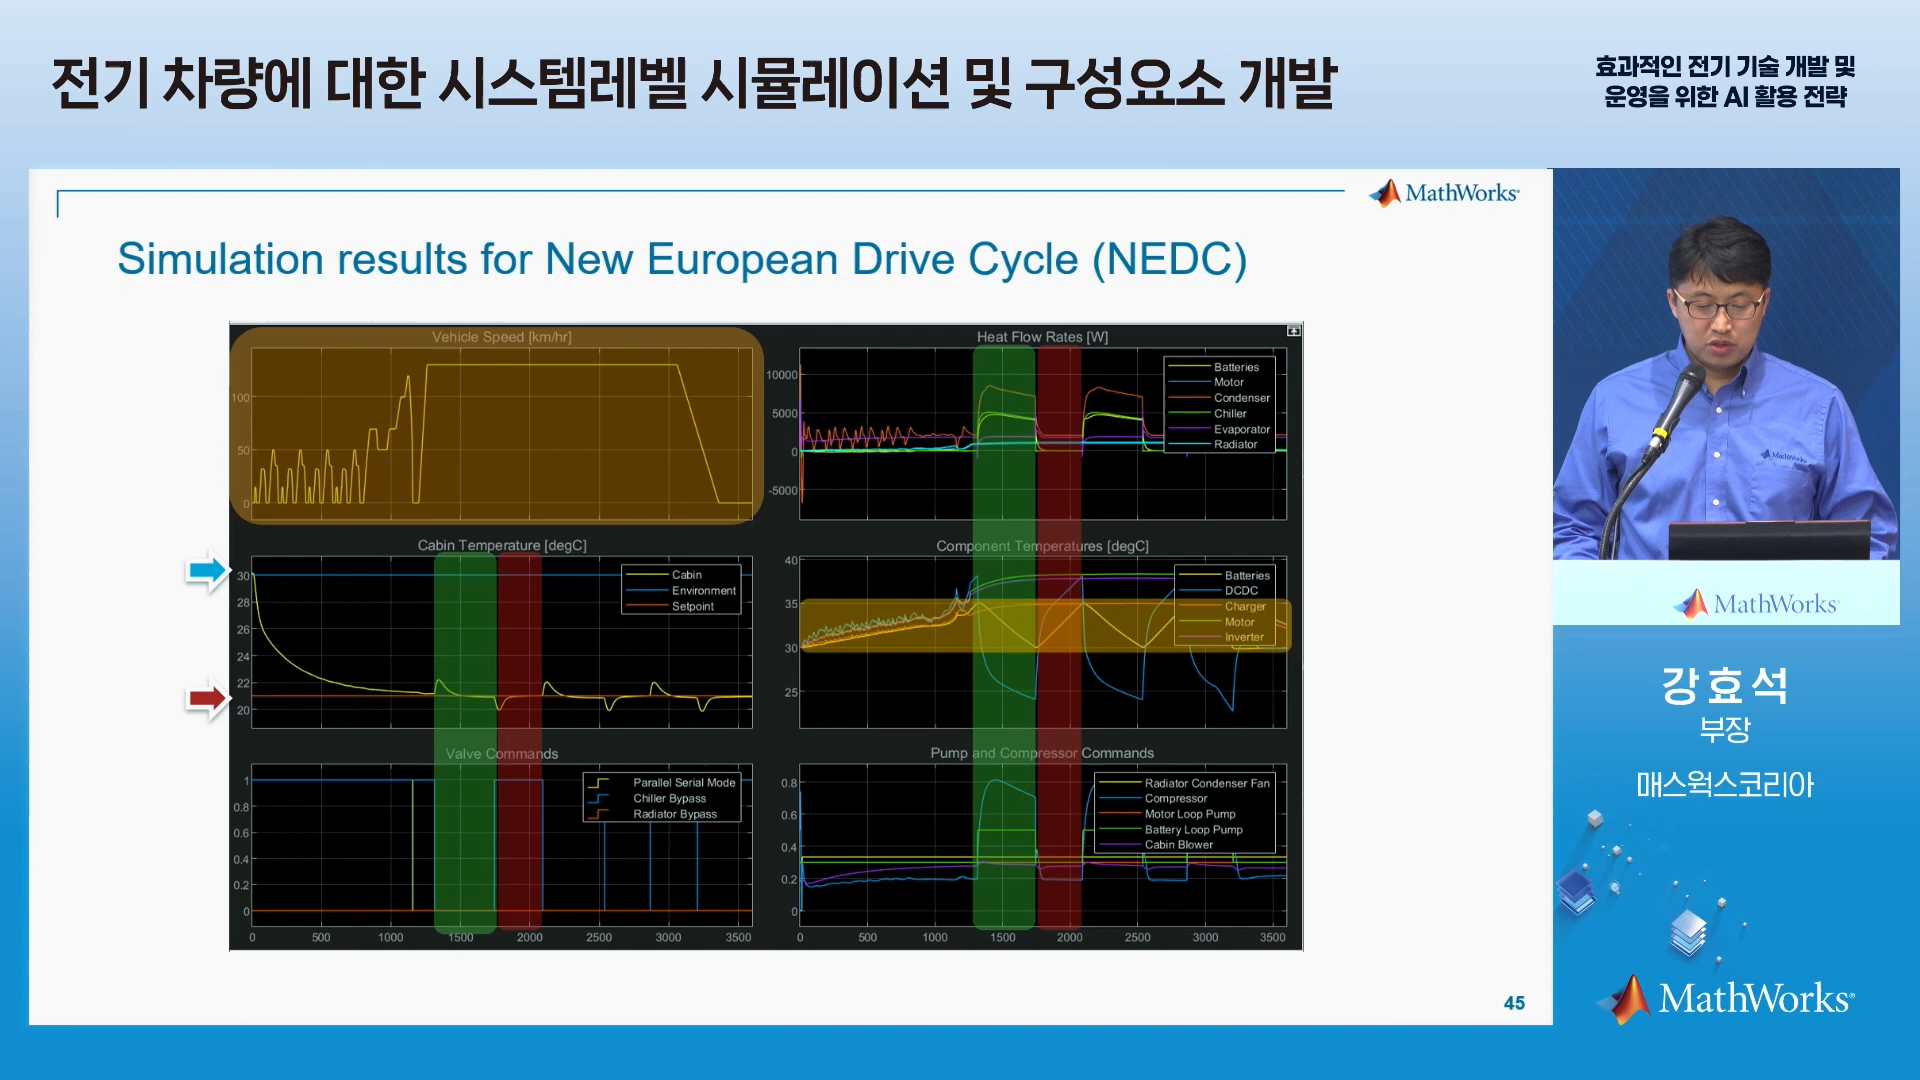 전기 차량에 대한 시스템레벨 시뮬레이션 및 구성요소 개발
효과적인 전기 기술 개발 및
운영을 위한 AI 활용 전략
MathWorks®
Simulation results for New European Drive Cycle (NEDC)
Vehicle Speed [km/hr]
100
50
0
Heat Flow Rates [W]
10000
5000
0
-5000
Batteries
Motor
Condenser
Chiller
Evaporator
Radiator
Cabin Temperature [degC]
30
28
26
24
22
20
Cabin
Environment
Setpoint
Component Temperatures [degC]
40
35
30
25
Batteries
DCDC
Charger
Motor
Inverter
Valve Commands
1
0.8
0.6
0.4
0.2
0
Parallel Serial Mode
Chiller Bypass
Radiator Bypass
0 500 1000 1500 2000 2500 3000 3500
Pump and Compressor Commands
0.8
0.6
0.4
0.2
0
Radiator Condenser Fan
Compressor
Motor Loop Pump
Battery Loop Pump
Cabin Blower
0 500 1000 1500 2000 2500 3000 3500
45
MathWorks
MathWorks®
강효석
부장
매스웍스코리아
MathWorks®